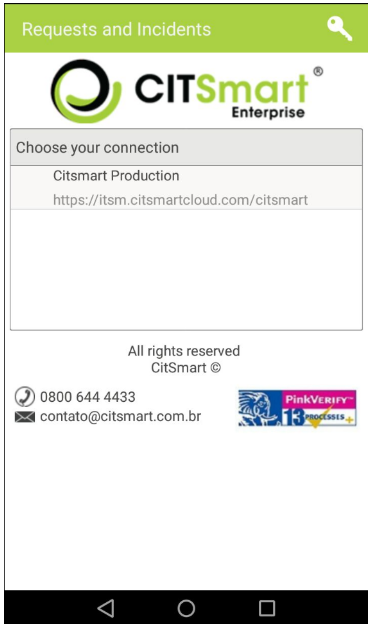 Requests and Incidents
CITSmart®
Enterprise
Choose your connection
Citsmart Production
https://itsm.citsmartcloud.com/citsmart
All rights reserved
CitSmart ©
0800 644 4433
contato@citsmart.com.br
PINKVERIFY™
13 PROCESSES +